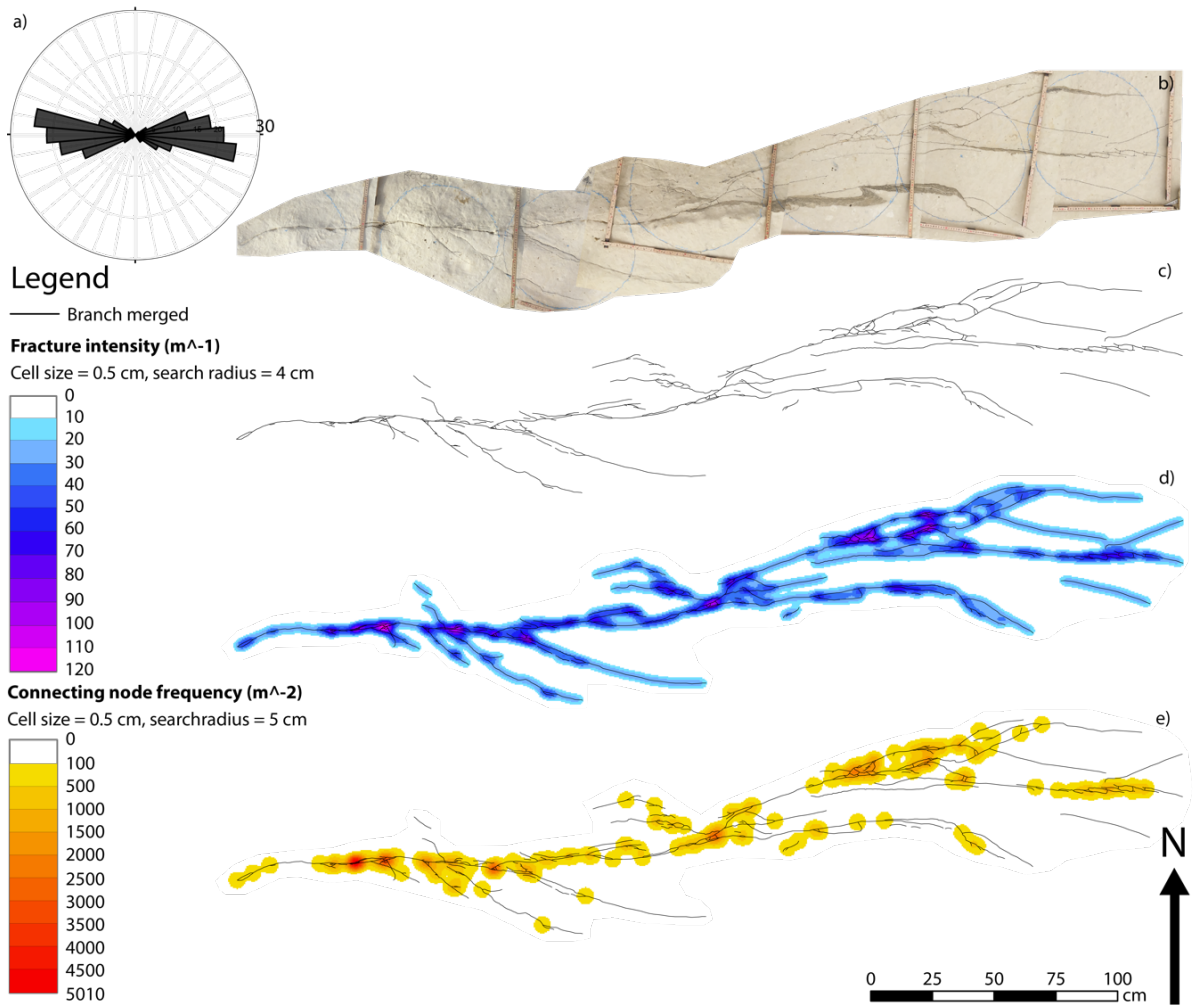 a)
30
10 15 20
b)
Legend
Branch merged
c)
Fracture intensity (m^-1)
Cell size = 0.5 cm, search radius = 4 cm
0
10
20
30
40
50
60
70
80
90
100
110
120
d)
Connecting node frequency (m^-2)
Cell size = 0.5 cm, searchradius = 5 cm
0
100
500
1000
1500
2000
2500
3000
3500
4000
4500
5010
e)
N
0 25 50 75 100
cm